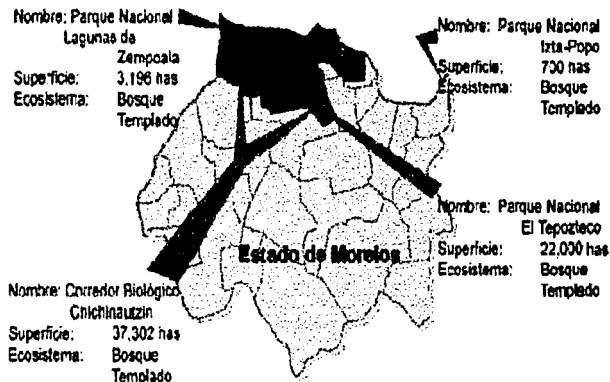 Nombre: Parque Nacional
Lagunas de
Zempoala
Superficie: 3,196 has
Ecosistema: Bosque
Templado
Nombre: Parque Nacional
Izta-Popo
Superficie: 700 has
Ecosistema: Bosque
Templado
Nombre: Parque Nacional
El Tepozteco
Superficie: 22,000 has
Ecosistema: Bosque
Templado
Estado de Morelos
Nombre: Corredor Biológico
Chichinautzin
Superficie: 37,302 has
Ecosistema: Bosque
Templado